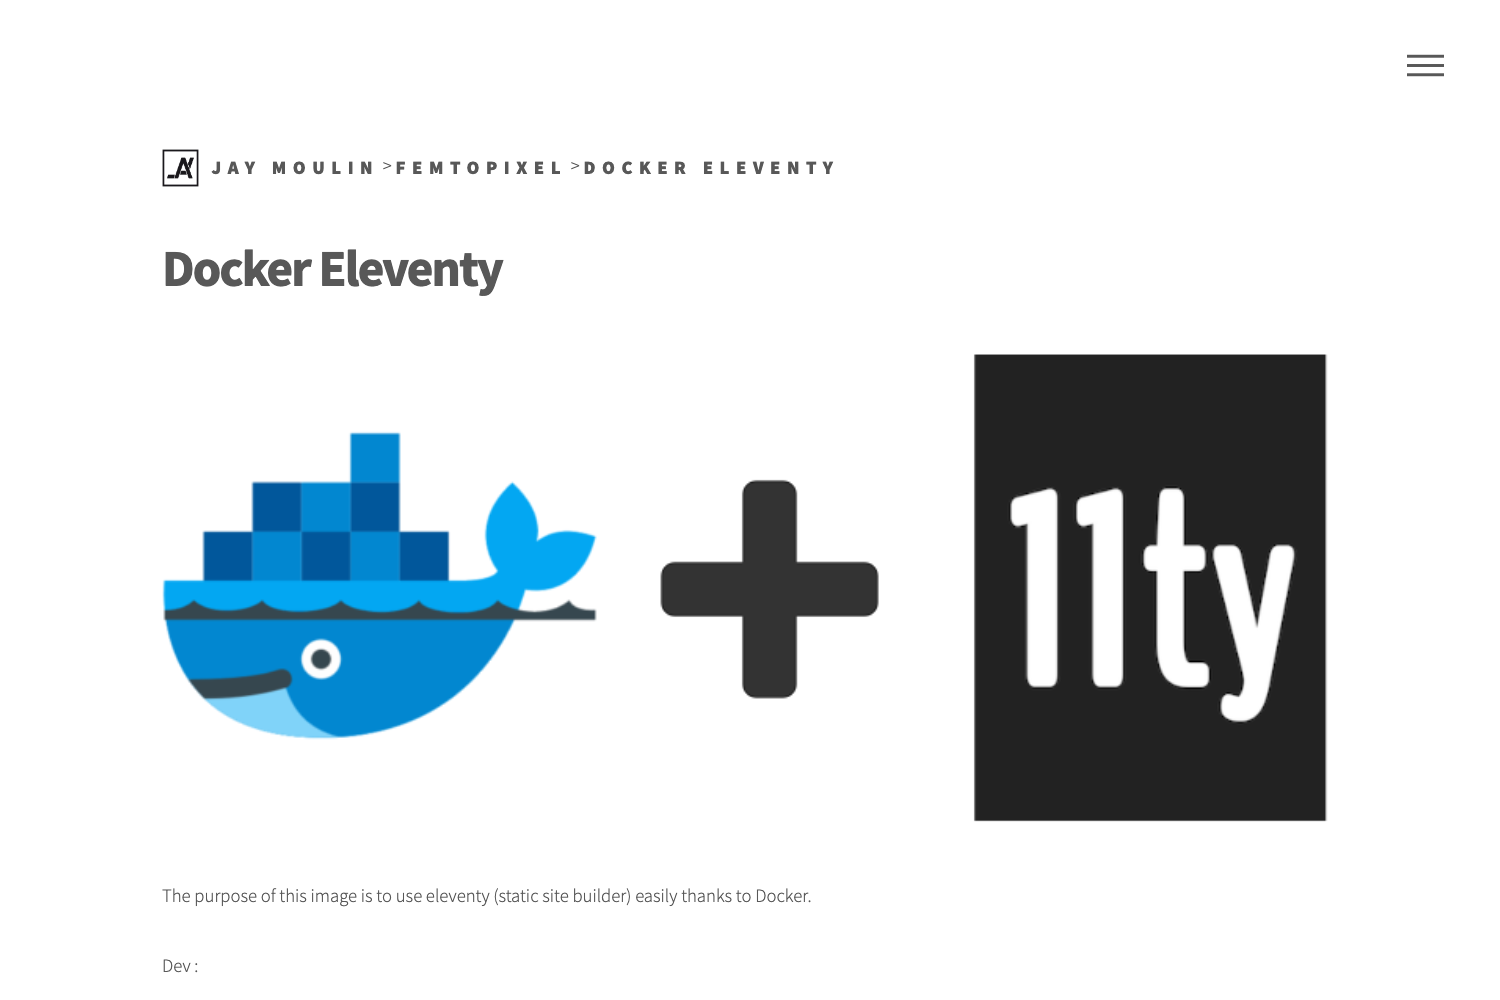 JAY MOULIN >FEMTOPIXEL >DOCKER ELEVENTY
Docker Eleventy
11ty
The purpose of this image is to use eleventy (static site builder) easily thanks to Docker.
Dev :